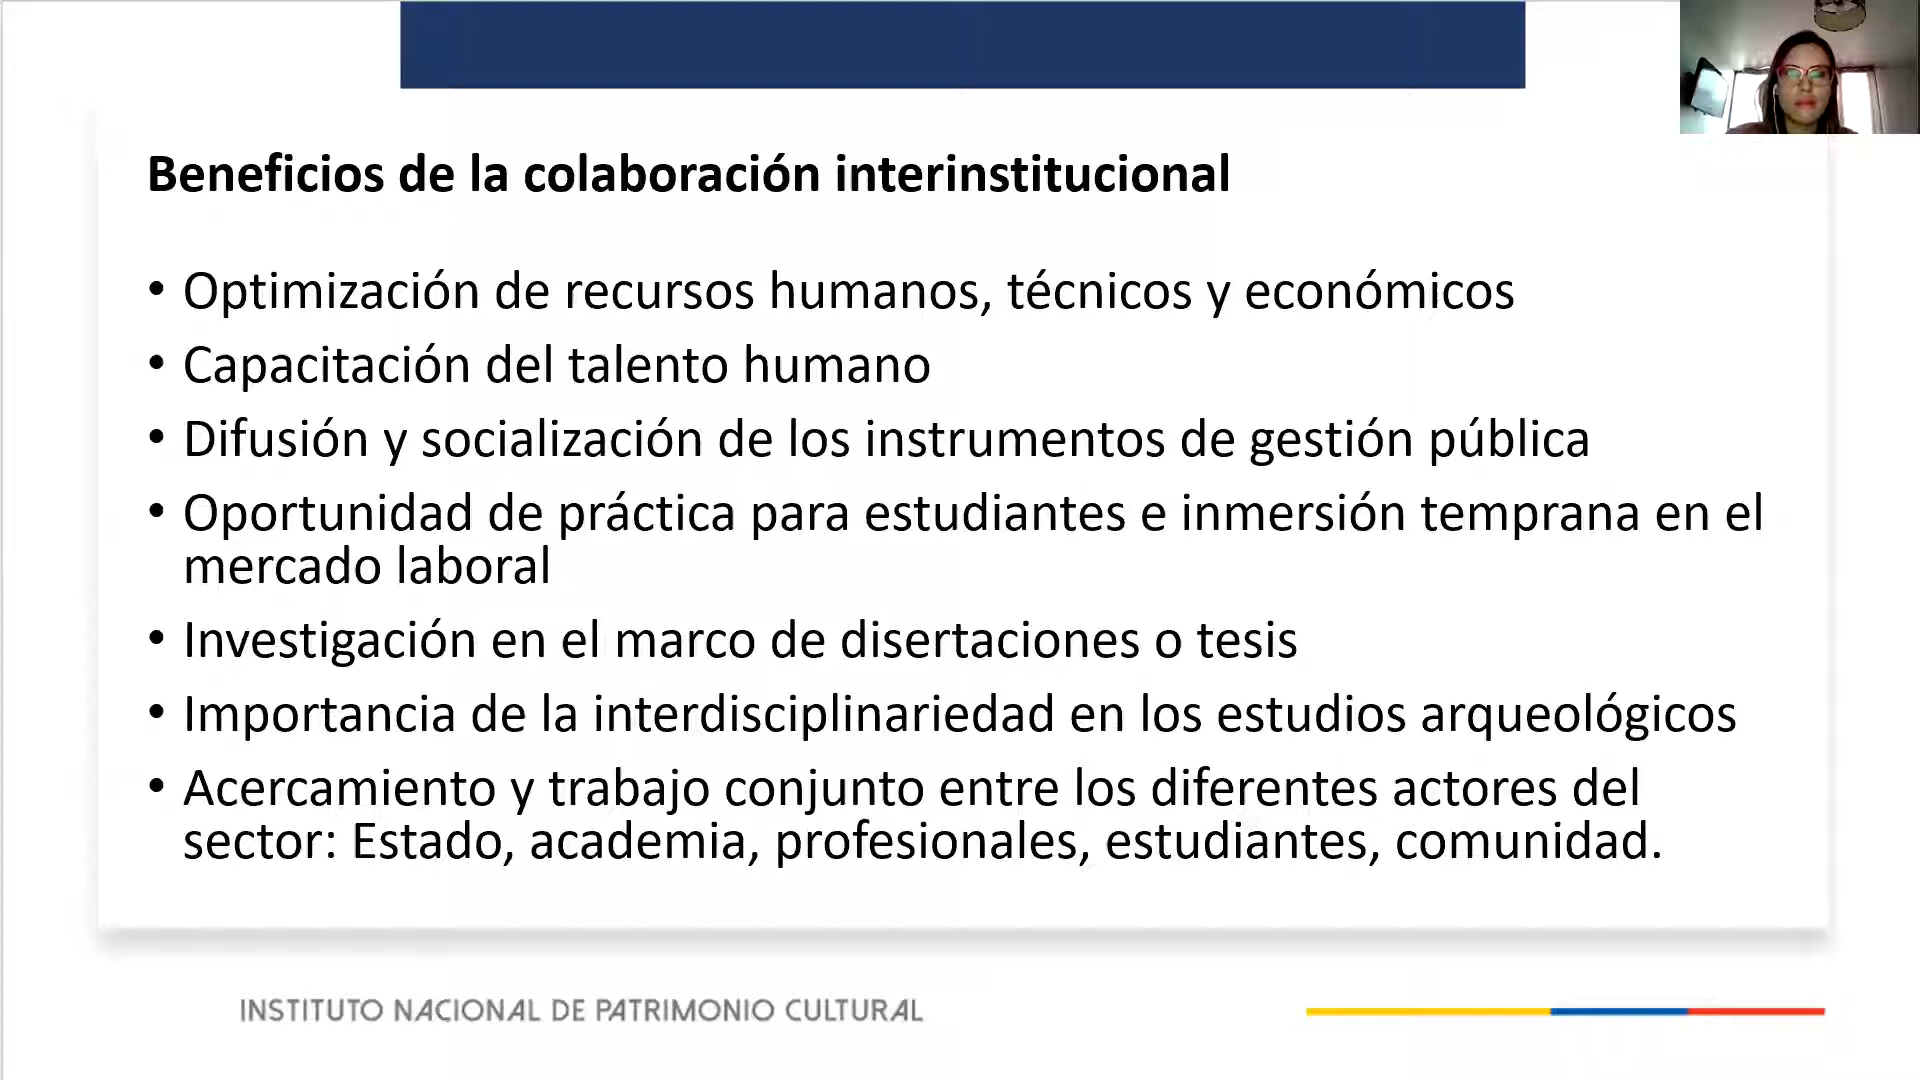 Beneficios de la colaboración interinstitucional
• Optimización de recursos humanos, técnicos y económicos
• Capacitación del talento humano
• Difusión y socialización de los instrumentos de gestión pública
• Oportunidad de práctica para estudiantes e inmersión temprana en el
mercado laboral
• Investigación en el marco de disertaciones o tesis
• Importancia de la interdisciplinariedad en los estudios arqueológicos
• Acercamiento y trabajo conjunto entre los diferentes actores del
sector: Estado, academia, profesionales, estudiantes, comunidad.
INSTITUTO NACIONAL DE PATRIMONIO CULTURAL